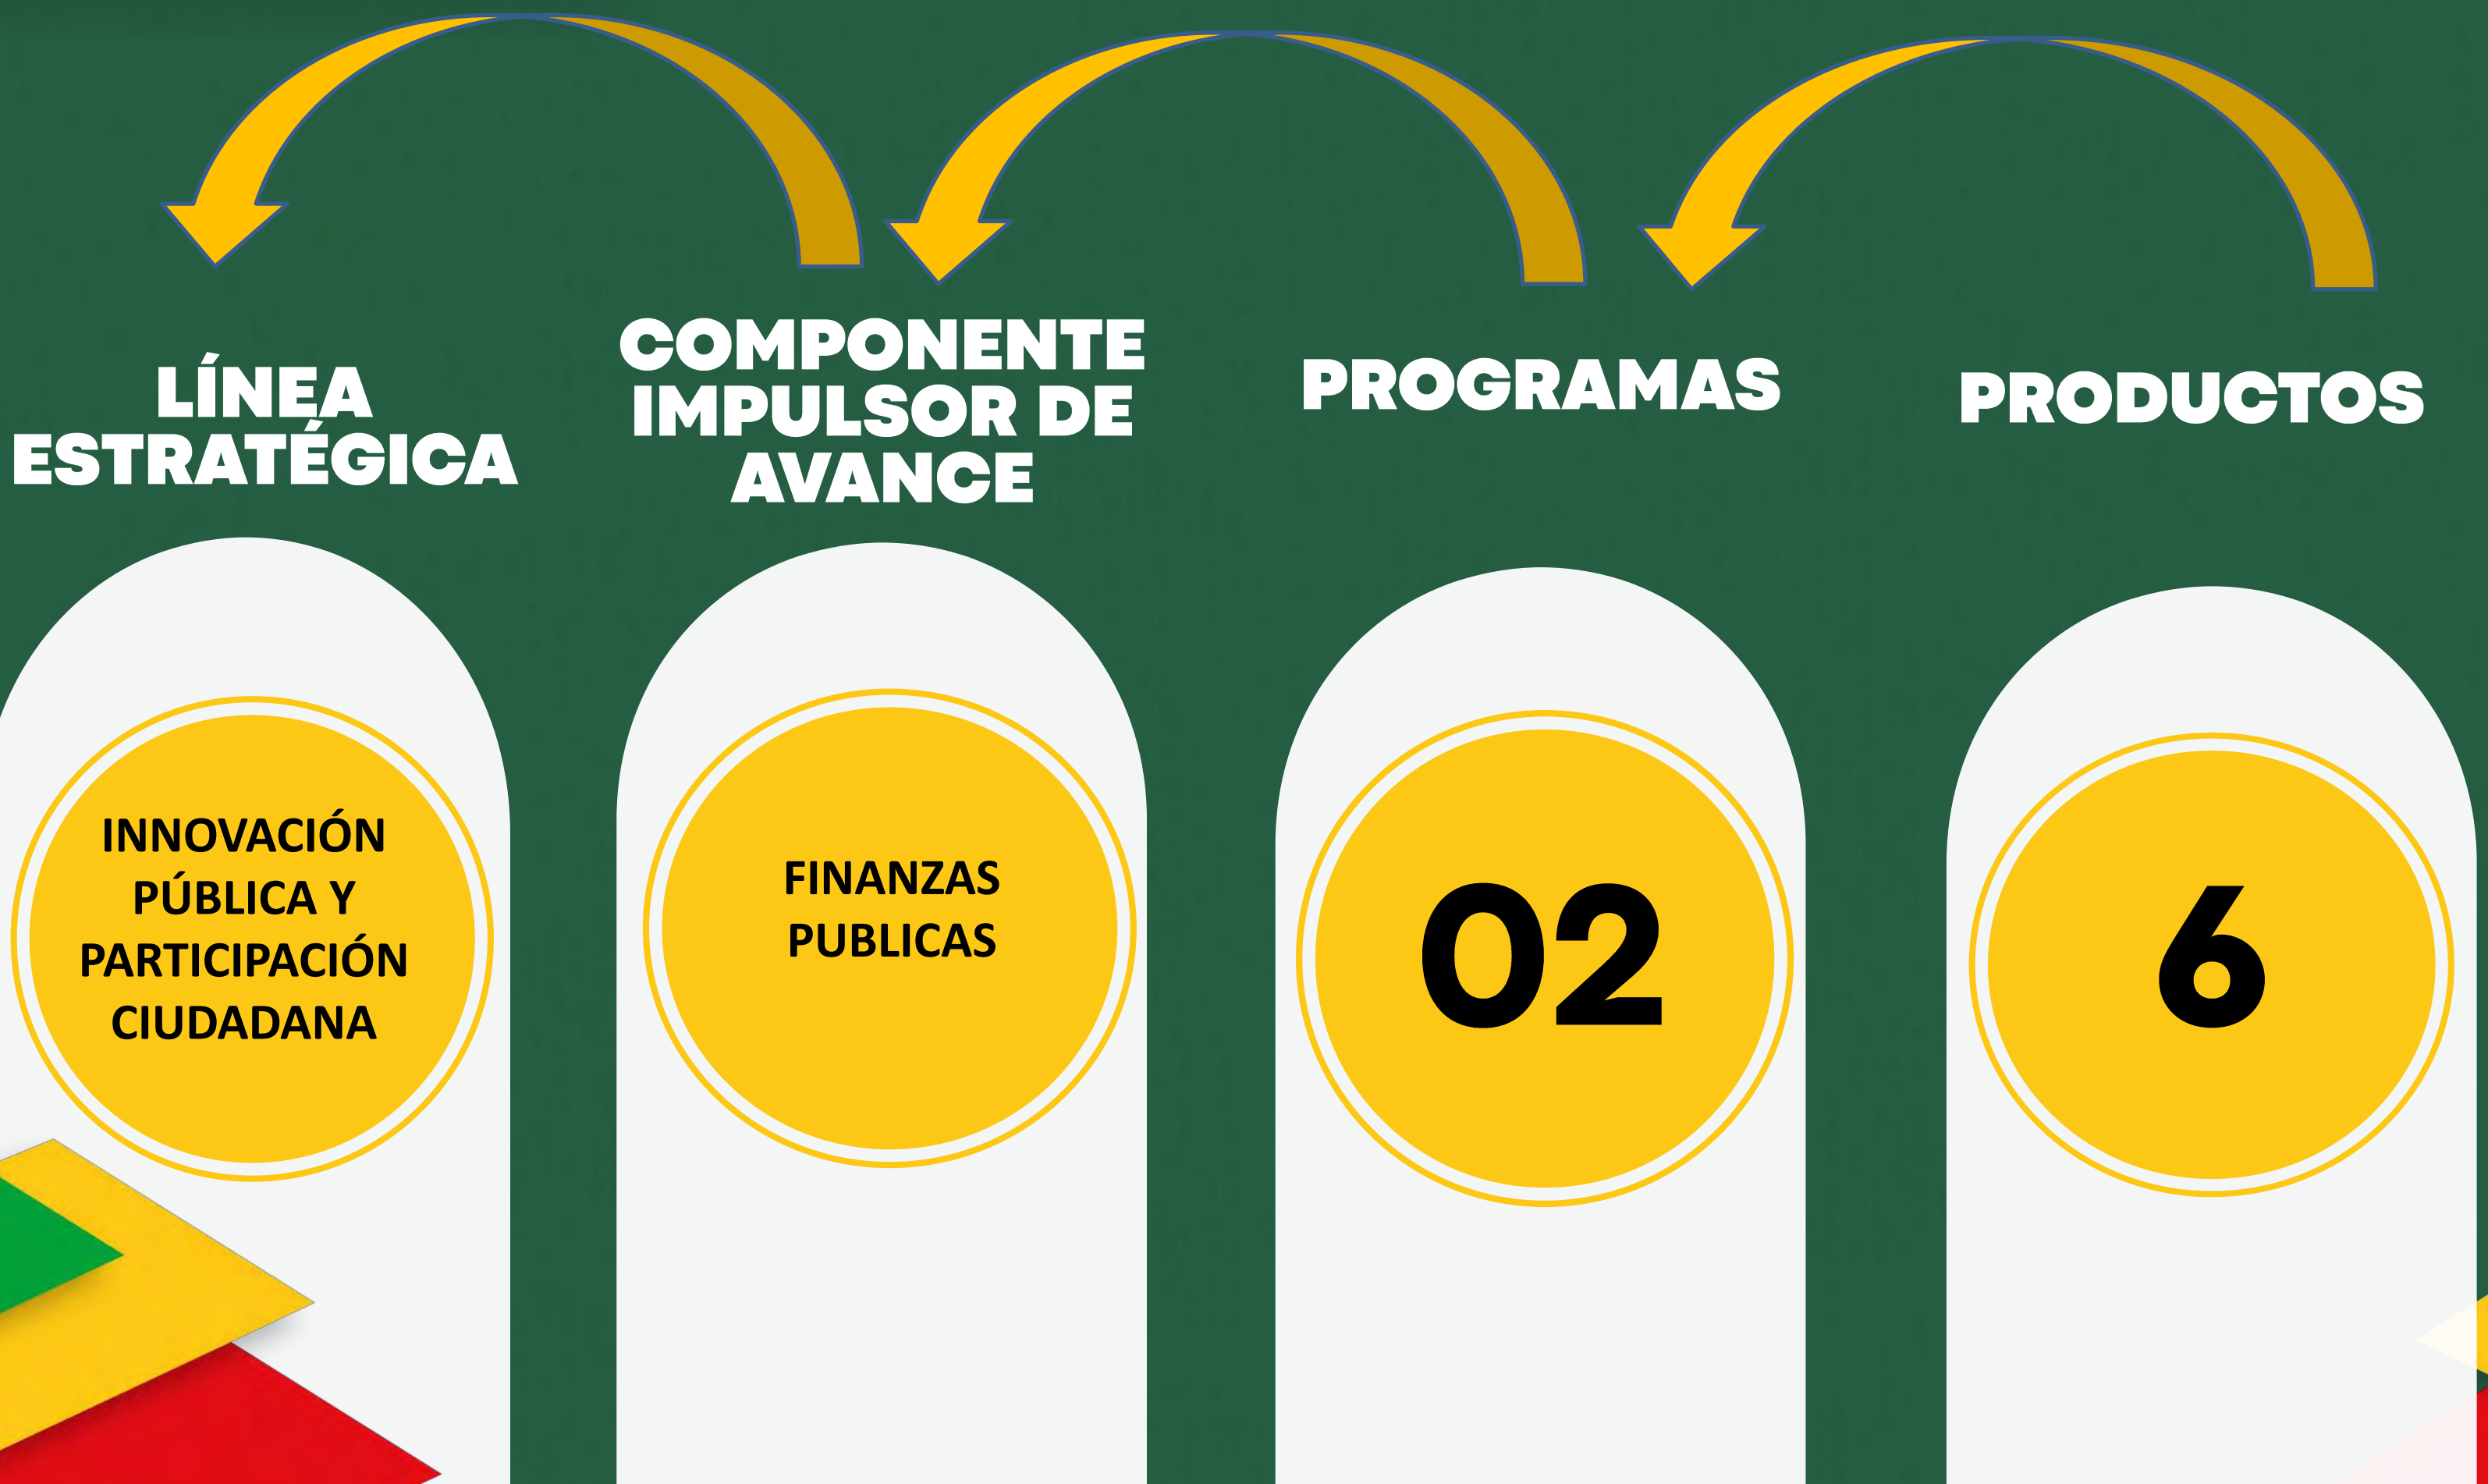 LÍNEA
ESTRATÉGICA
INNOVACIÓN
PÚBLICA Y
PARTICIPACIÓN
CIUDADANA
COMPONENTE
IMPULSOR DE
AVANCE
FINANZAS
PUBLICAS
PROGRAMAS
02
PRODUCTOS
6